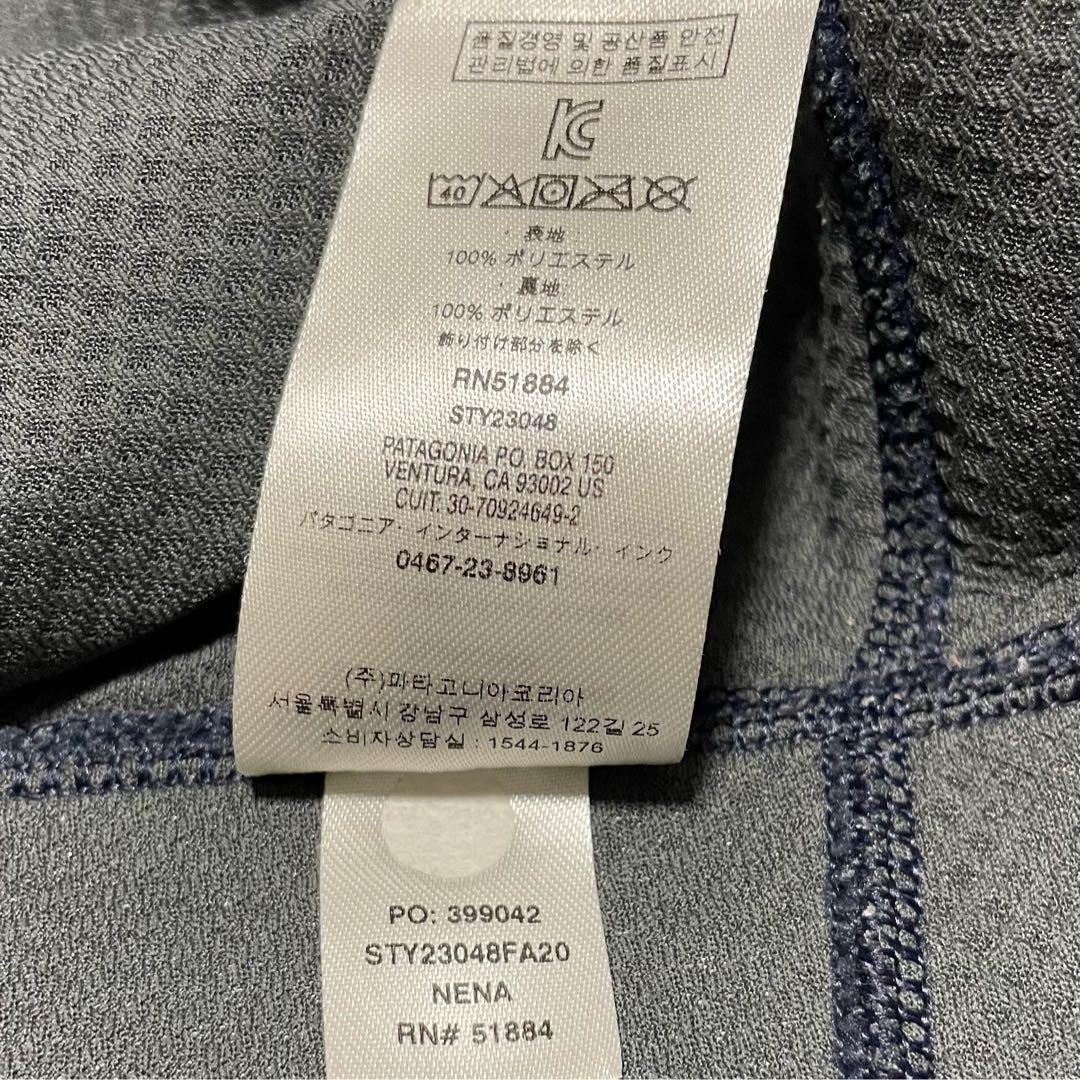 품질경영 및 공산품 안전
관리법에 의한 품질표시
KC
40
· 表地 ·
100% ポリエステル
· 裏地 ·
100% ポリエステル
飾り付け部分を除く
RN51884
STY23048
PATAGONIA P.O. BOX 150
VENTURA, CA 93002 US
CUIT: 30-70924649-2
パタゴニア・インターナショナル・インク
0467-23-8961
(주)파타고니아코리아
서울특별시 강남구 삼성로 122길 25
소비자상담실 : 1544-1876
PO: 399042
STY23048FA20
NENA
RN# 51884